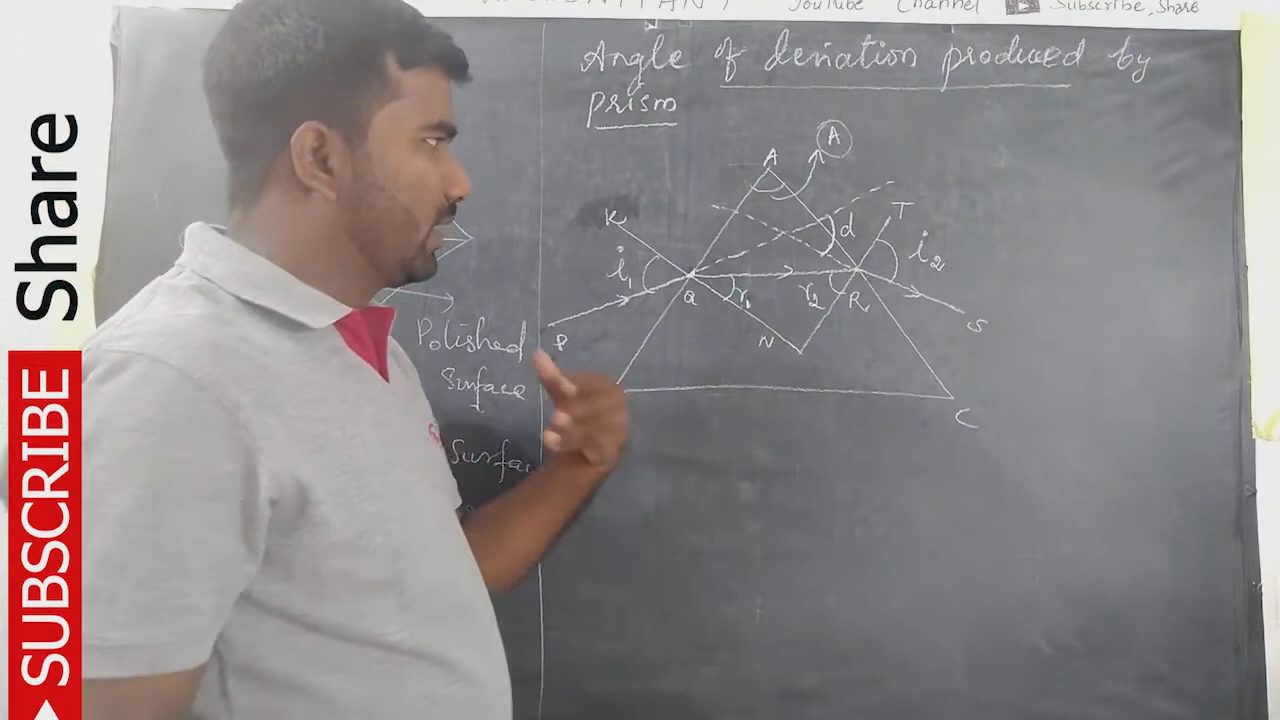 YouTube Channel Subscribe, Share
Angle of deviation produced by
prism
A
A
K
T
d
i1
i2
Q
r1
r2
R
P
N
S
C
Polished
Surface
Surfa
Share
SUBSCRIBE